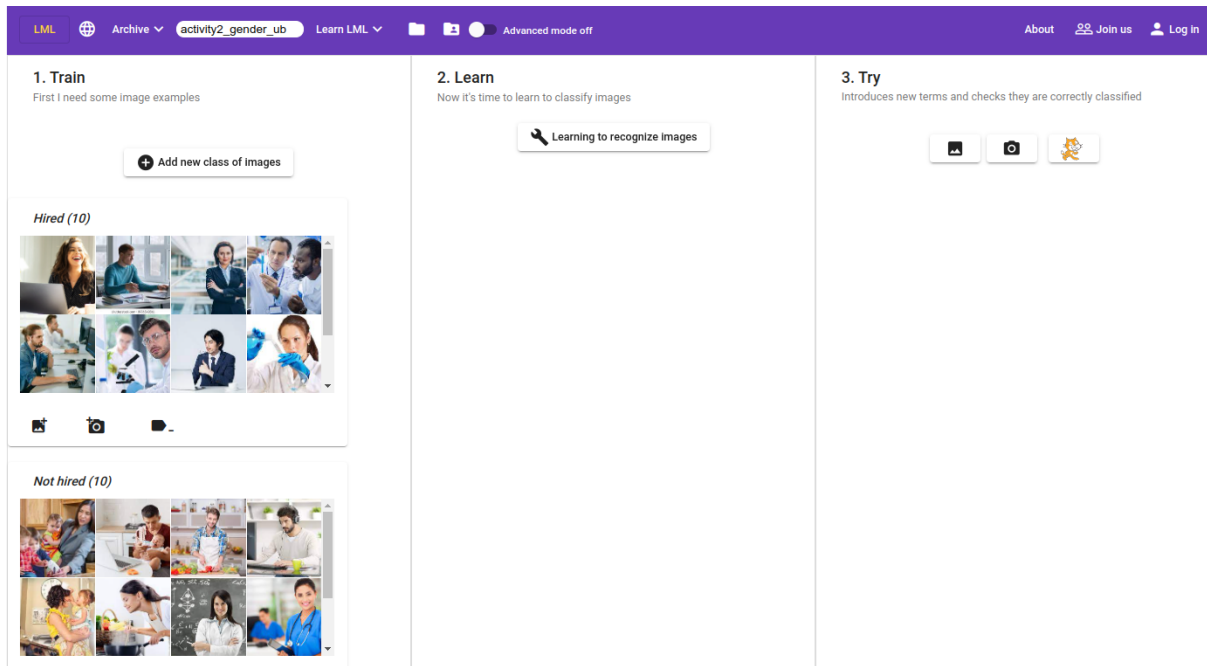 LML Archive activity2_gender_ub Learn LML Advanced mode off About Join us Log in
1. Train
First I need some image examples
Add new class of images
Hired (10)
Not hired (10)
2. Learn
Now it's time to learn to classify images
Learning to recognize images
3. Try
Introduces new terms and checks they are correctly classified